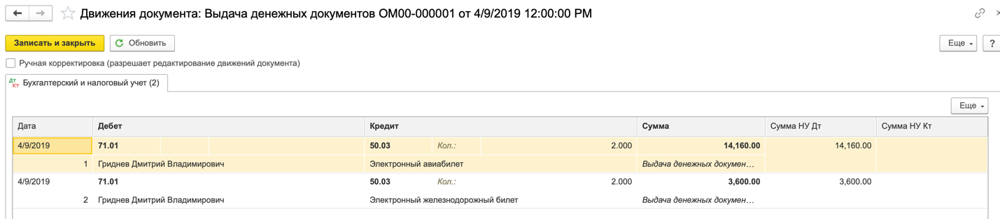 Движения документа: Выдача денежных документов ОМ00-000001 от 4/9/2019 12:00:00 PM
Записать и закрыть Обновить Еще ?
Ручная корректировка (разрешает редактирование движений документа)
Дт Кт Бухгалтерский и налоговый учет (2)
Еще
Дата Дебет Кредит Сумма Сумма НУ Дт Сумма НУ Кт
4/9/2019 71.01 50.03 Кол.: 2.000 14,160.00 14,160.00
1 Гриднев Дмитрий Владимирович Электронный авиабилет Выдача денежных докумен...
4/9/2019 71.01 50.03 Кол.: 2.000 3,600.00 3,600.00
2 Гриднев Дмитрий Владимирович Электронный железнодорожный билет Выдача денежных докумен...